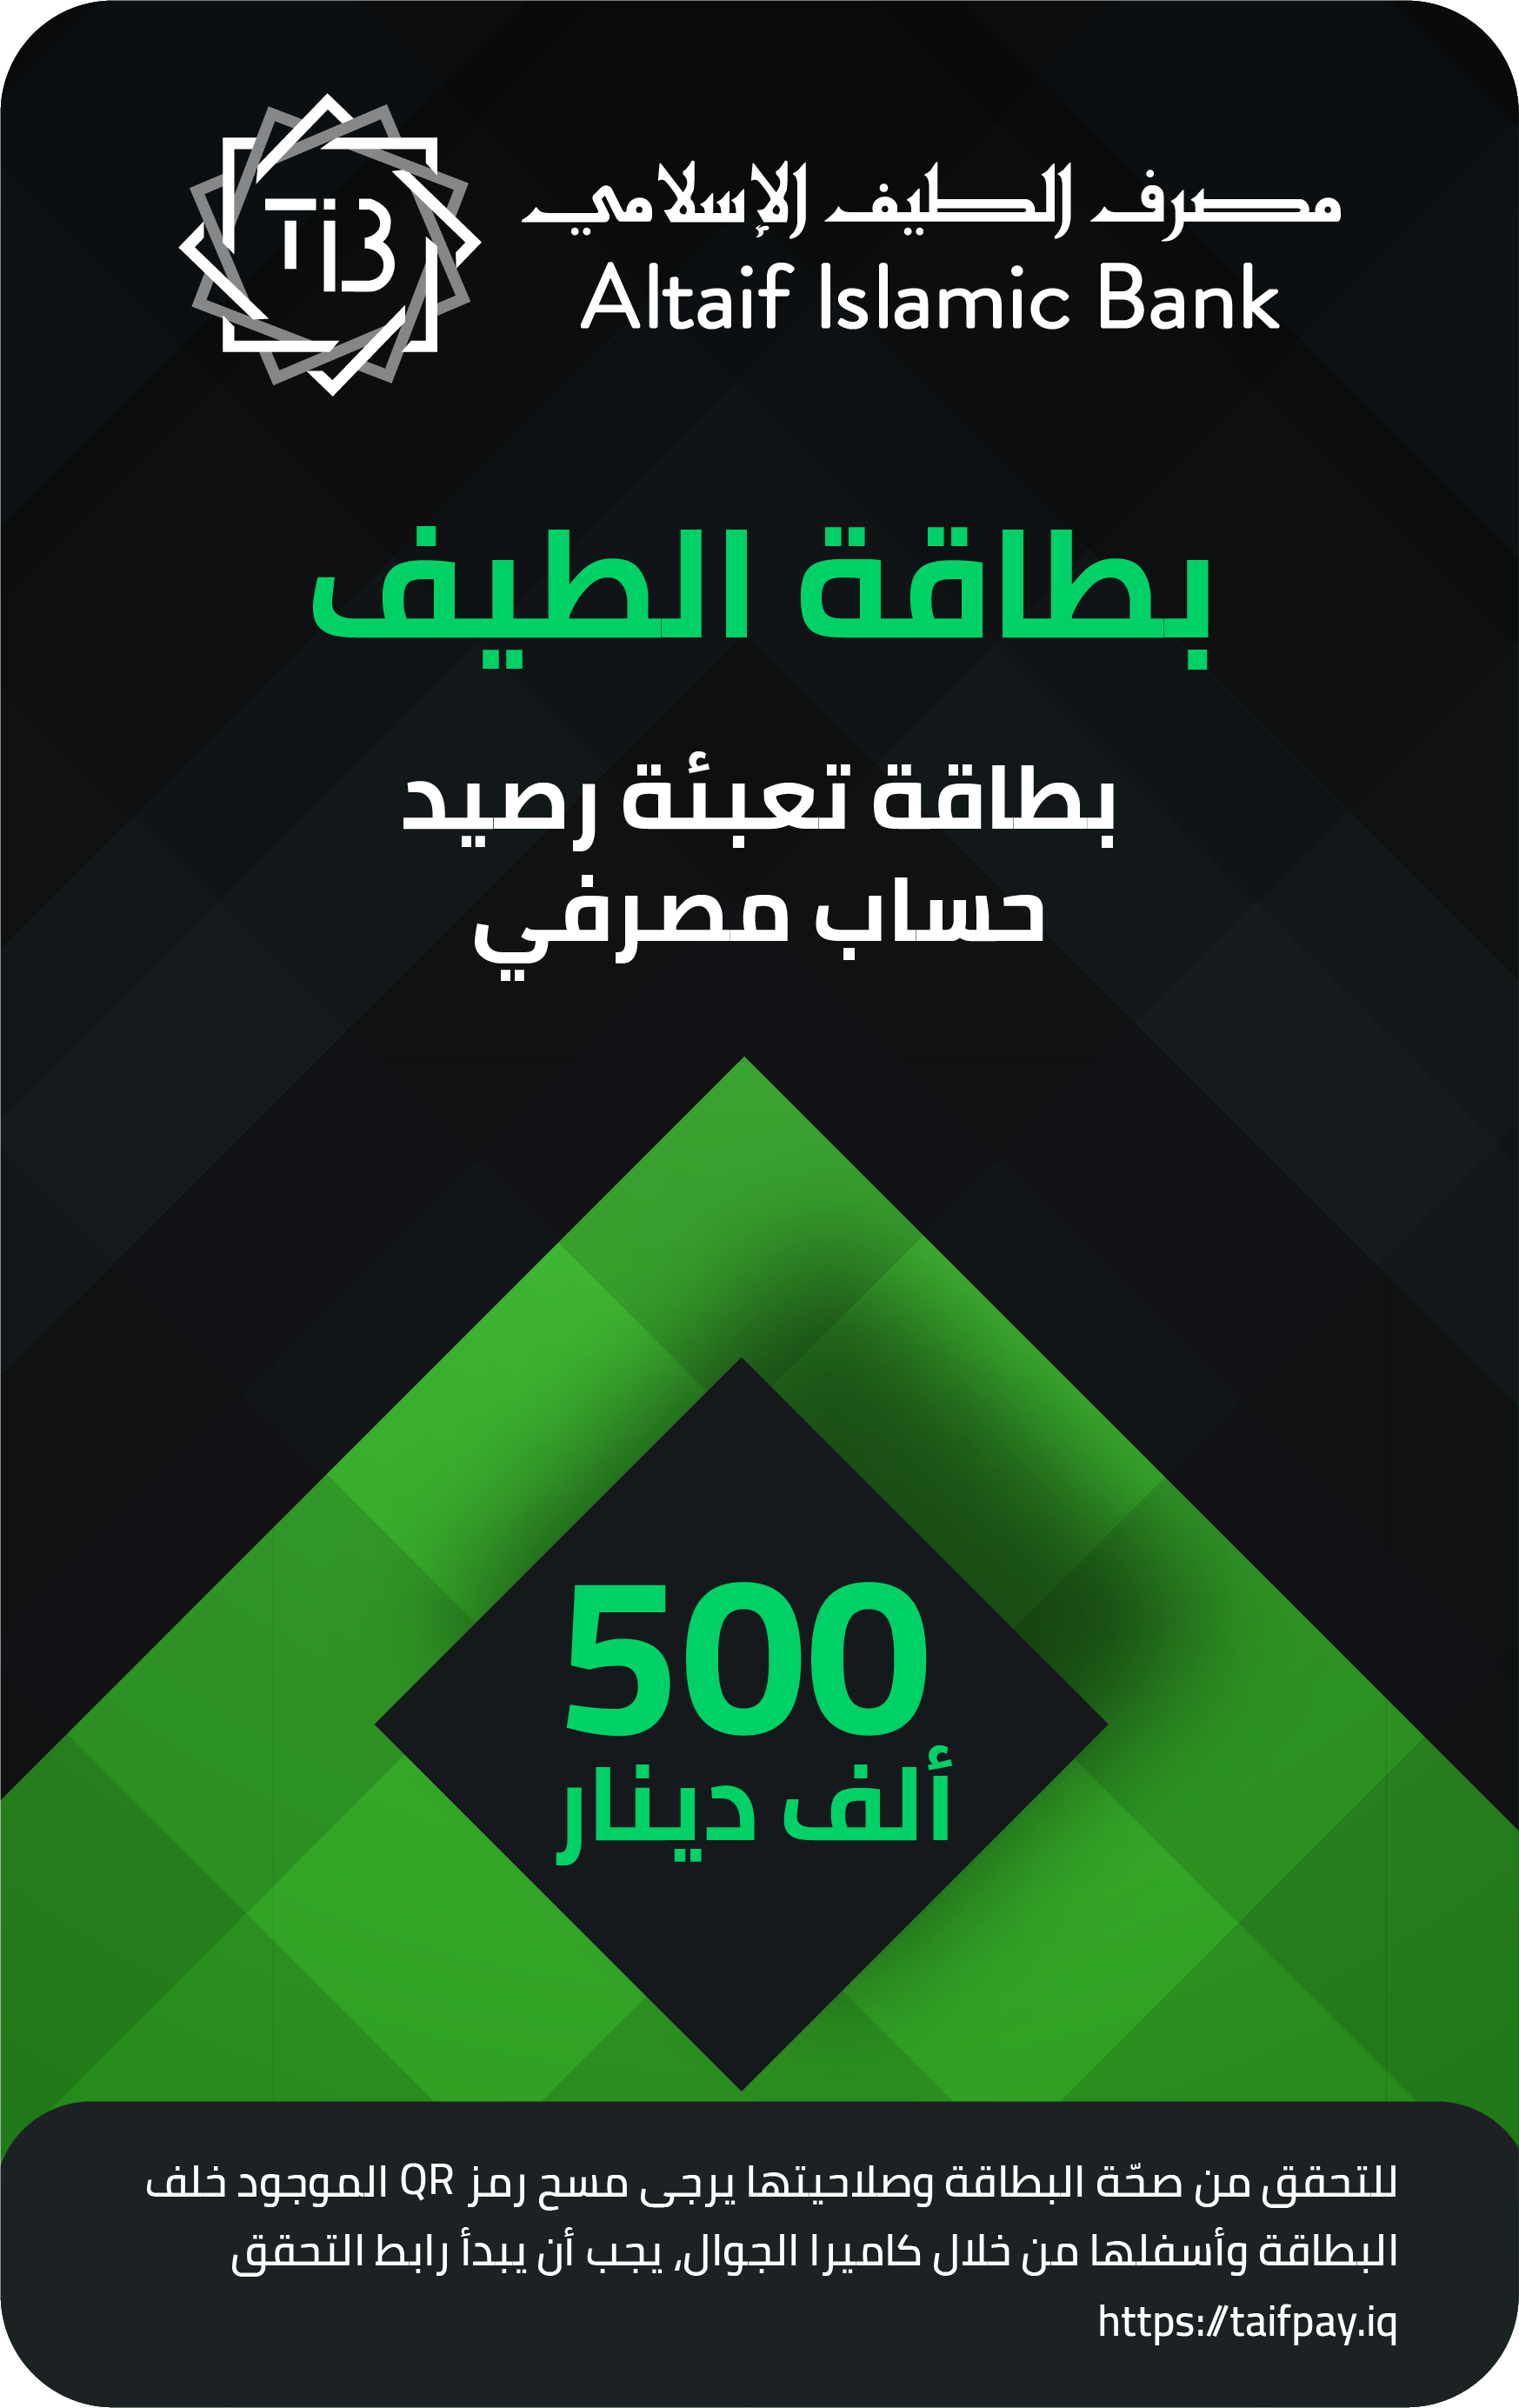 مصرف الطيف الإسلامي
Altaif Islamic Bank
TiB
بطاقة الطيف
بطاقة تعبئة رصيد
حساب مصرفي
500
ألف دينار
للتحقق من صحّة البطاقة وصلاحيتها يرجى مسح رمز QR الموجود خلف
البطاقة وأسفلها من خلال كاميرا الجوال, يجب أن يبدأ رابط التحقق
https://taifpay.iq